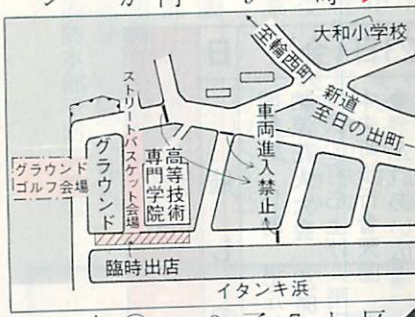 大和小学校
至輪西町
新道
至日の出町
ストリートバスケット会場
車両進入禁止
グラウンド
ゴルフ会場
グラウンド
高等技術
専門学院
臨時出店
イタンキ浜